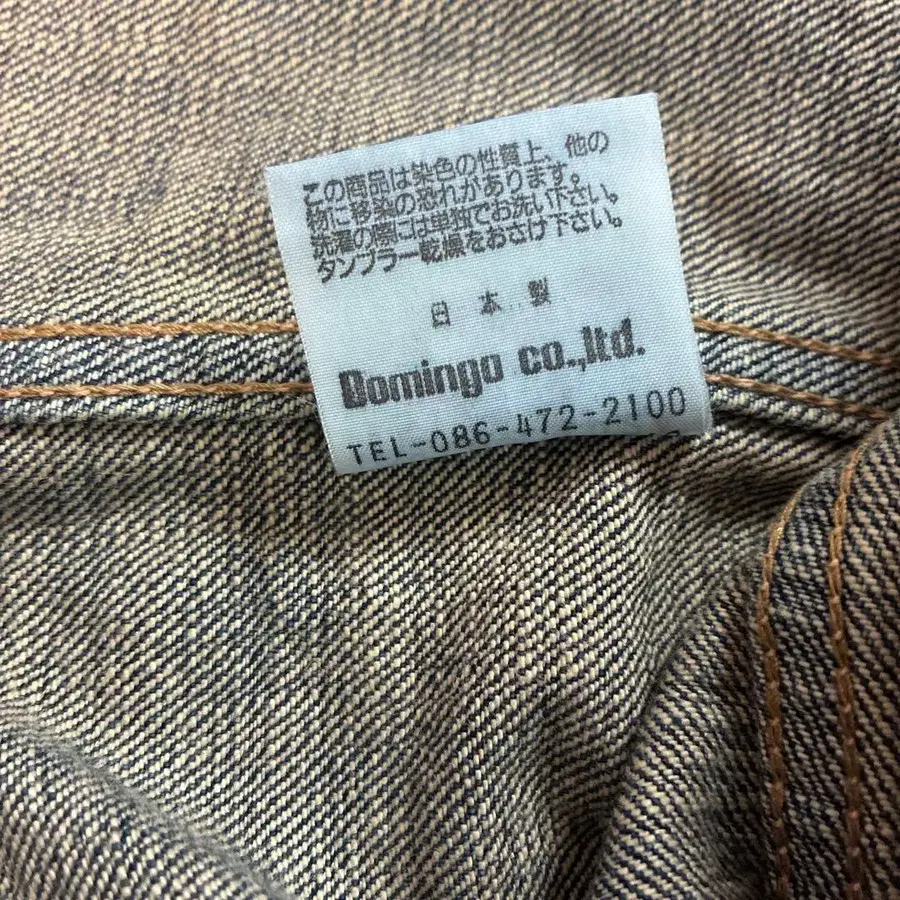 この商品は染色の性質上、他の
物に移染の恐れがあります。
洗濯の際には単独でお洗い下さい。
タンブラー乾燥をおさけ下さい。
日本製
Domingo co.,ltd.
TEL-086-472-2100